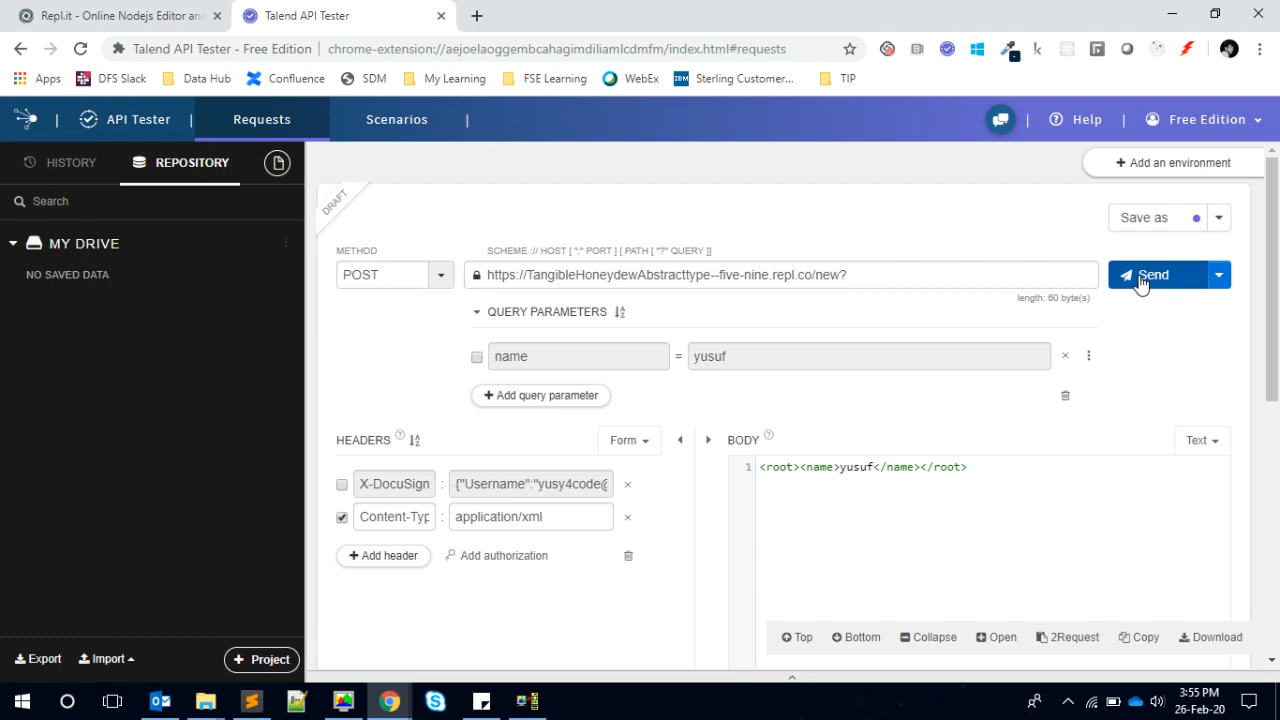 Repl.it - Online Nodejs Editor and
Talend API Tester
Talend API Tester - Free Edition
chrome-extension://aejoelaoggembcahagimdiliamlcdmfm/index.html#requests
Apps
DFS Slack
Data Hub
Confluence
SDM
My Learning
FSE Learning
WebEx
IBM
Sterling Customer...
TIP
API Tester
Requests
Scenarios
Help
Free Edition
HISTORY
REPOSITORY
Add an environment
Search
DRAFT
Save as
MY DRIVE
NO SAVED DATA
METHOD
SCHEME :// HOST [ ":" PORT ] [ PATH [ "?" QUERY ]]
POST
https://TangibleHoneydewAbstracttype--five-nine.repl.co/new?
Send
length: 60 byte(s)
QUERY PARAMETERS
name
=
yusuf
Add query parameter
HEADERS
Form
BODY
Text
X-DocuSign
:
{"Username":"yusy4code@
Content-Typ
:
application/xml
Add header
Add authorization
1
<root><name>yusuf</name></root>
Top
Bottom
Collapse
Open
2Request
Copy
Download
Export
Import
Project
3:55 PM
26-Feb-20